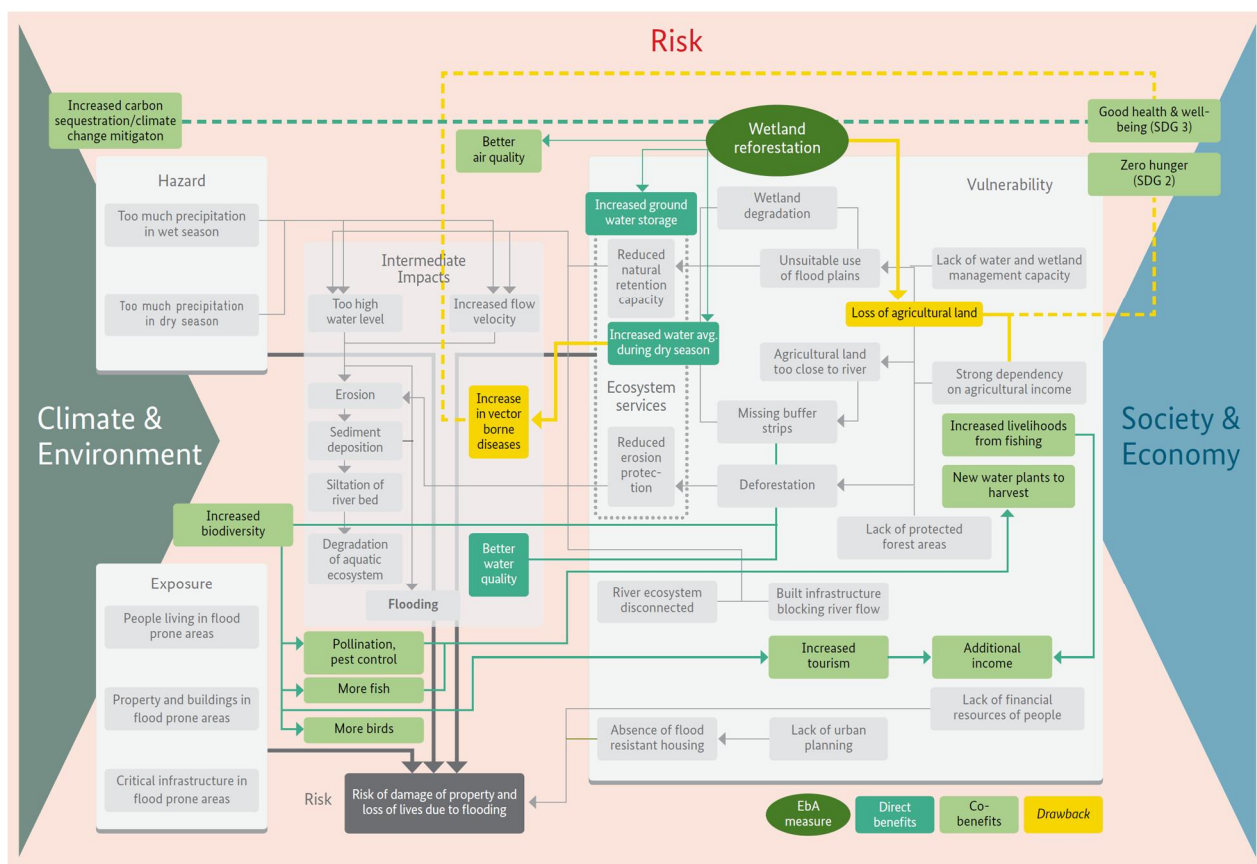 Risk
Increased carbon
sequestration/climate
change mitigaton
Good health & well-
being (SDG 3)
Wetland
reforestation
Better
air quality
Zero hunger
(SDG 2)
Hazard
Vulnerability
Too much precipitation
in wet season
Too much precipitation
in dry season
Intermediate
Impacts
Too high
water level
Increased flow
velocity
Erosion
Sediment
deposition
Siltation of
river bed
Degradation
of aquatic
ecosystem
Flooding
Increased ground
water storage
Reduced
natural
retention
capacity
Increased water avg.
during dry season
Ecosystem
services
Reduced
erosion
protec-
tion
Increase
in vector
borne
diseases
Better
water
quality
Wetland
degradation
Unsuitable use
of flood plains
Lack of water and wetland
management capacity
Loss of agricultural land
Agricultural land
too close to river
Strong dependency
on agricultural income
Missing buffer
strips
Increased livelihoods
from fishing
Deforestation
New water plants to
harvest
Lack of protected
forest areas
River ecosystem
disconnected
Built infrastructure
blocking river flow
Increased
tourism
Additional
income
Lack of financial
resources of people
Absence of flood
resistant housing
Lack of urban
planning
Climate &
Environment
Society &
Economy
Increased
biodiversity
Exposure
People living in flood
prone areas
Property and buildings in
flood prone areas
Critical infrastructure in
flood prone areas
Pollination,
pest control
More fish
More birds
Risk
Risk of damage of property and
loss of lives due to flooding
EbA
measure
Direct
benefits
Co-
benefits
Drawback